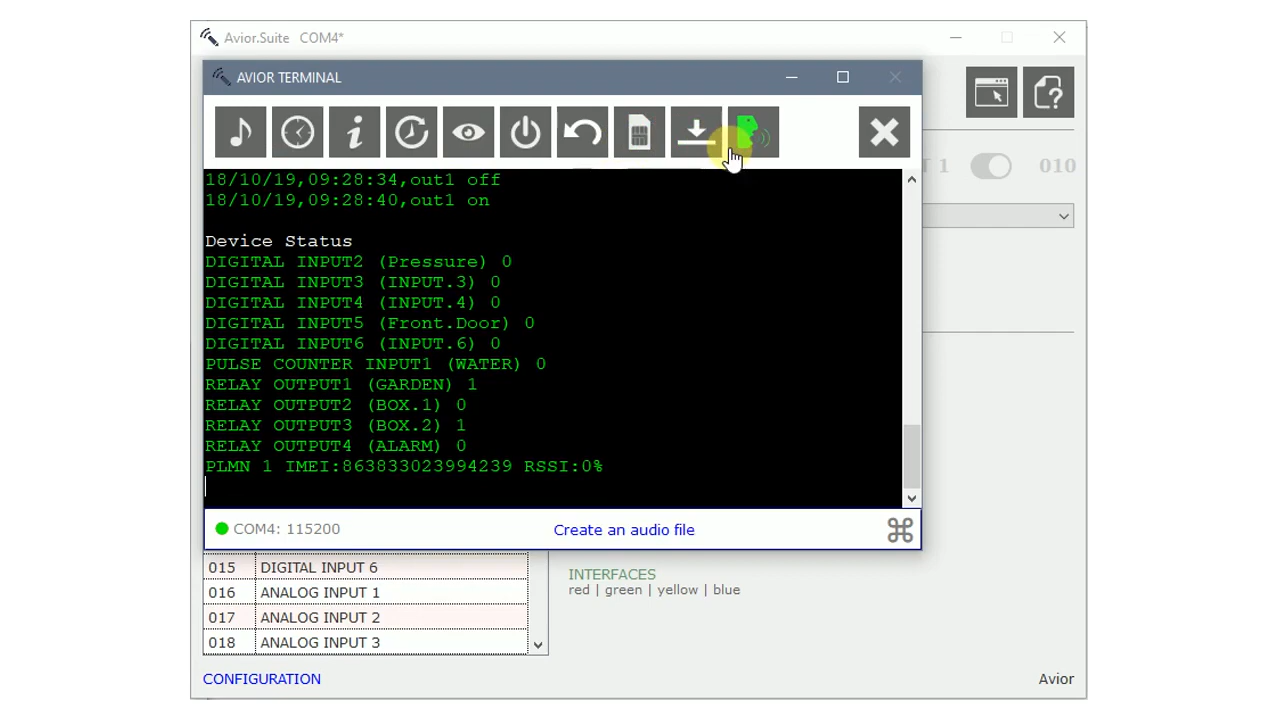 Avior.Suite COM4*
AVIOR TERMINAL
T 1 010
18/10/19,09:28:34,out1 off
18/10/19,09:28:40,out1 on
Device Status
DIGITAL INPUT2 (Pressure) 0
DIGITAL INPUT3 (INPUT.3) 0
DIGITAL INPUT4 (INPUT.4) 0
DIGITAL INPUT5 (Front.Door) 0
DIGITAL INPUT6 (INPUT.6) 0
PULSE COUNTER INPUT1 (WATER) 0
RELAY OUTPUT1 (GARDEN) 1
RELAY OUTPUT2 (BOX.1) 0
RELAY OUTPUT3 (BOX.2) 1
RELAY OUTPUT4 (ALARM) 0
PLMN 1 IMEI:863833023994239 RSSI:0%
COM4: 115200 Create an audio file
015 DIGITAL INPUT 6
016 ANALOG INPUT 1
017 ANALOG INPUT 2
018 ANALOG INPUT 3
INTERFACES
red | green | yellow | blue
CONFIGURATION Avior